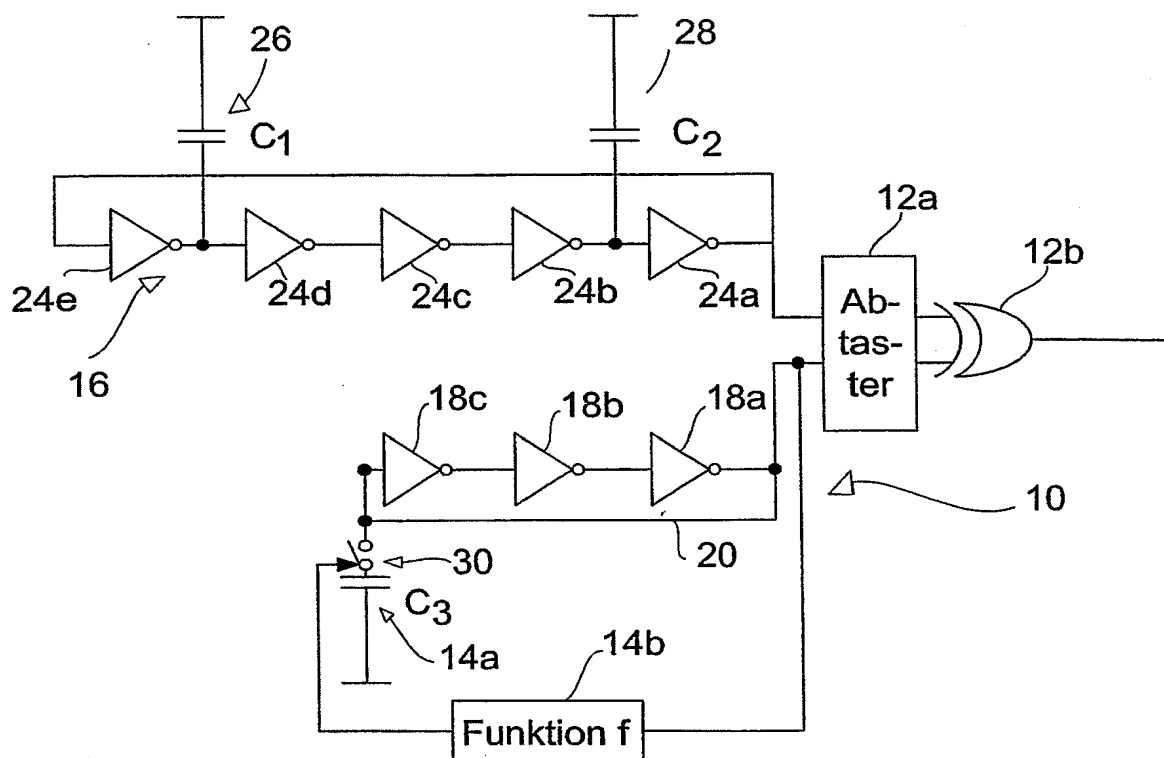 26
28
C1
C2
12a
12b
24e
24d
24c
24b
24a
Ab-
tas-
ter
16
18c
18b
18a
10
20
30
C3
14a
14b
Funktion f